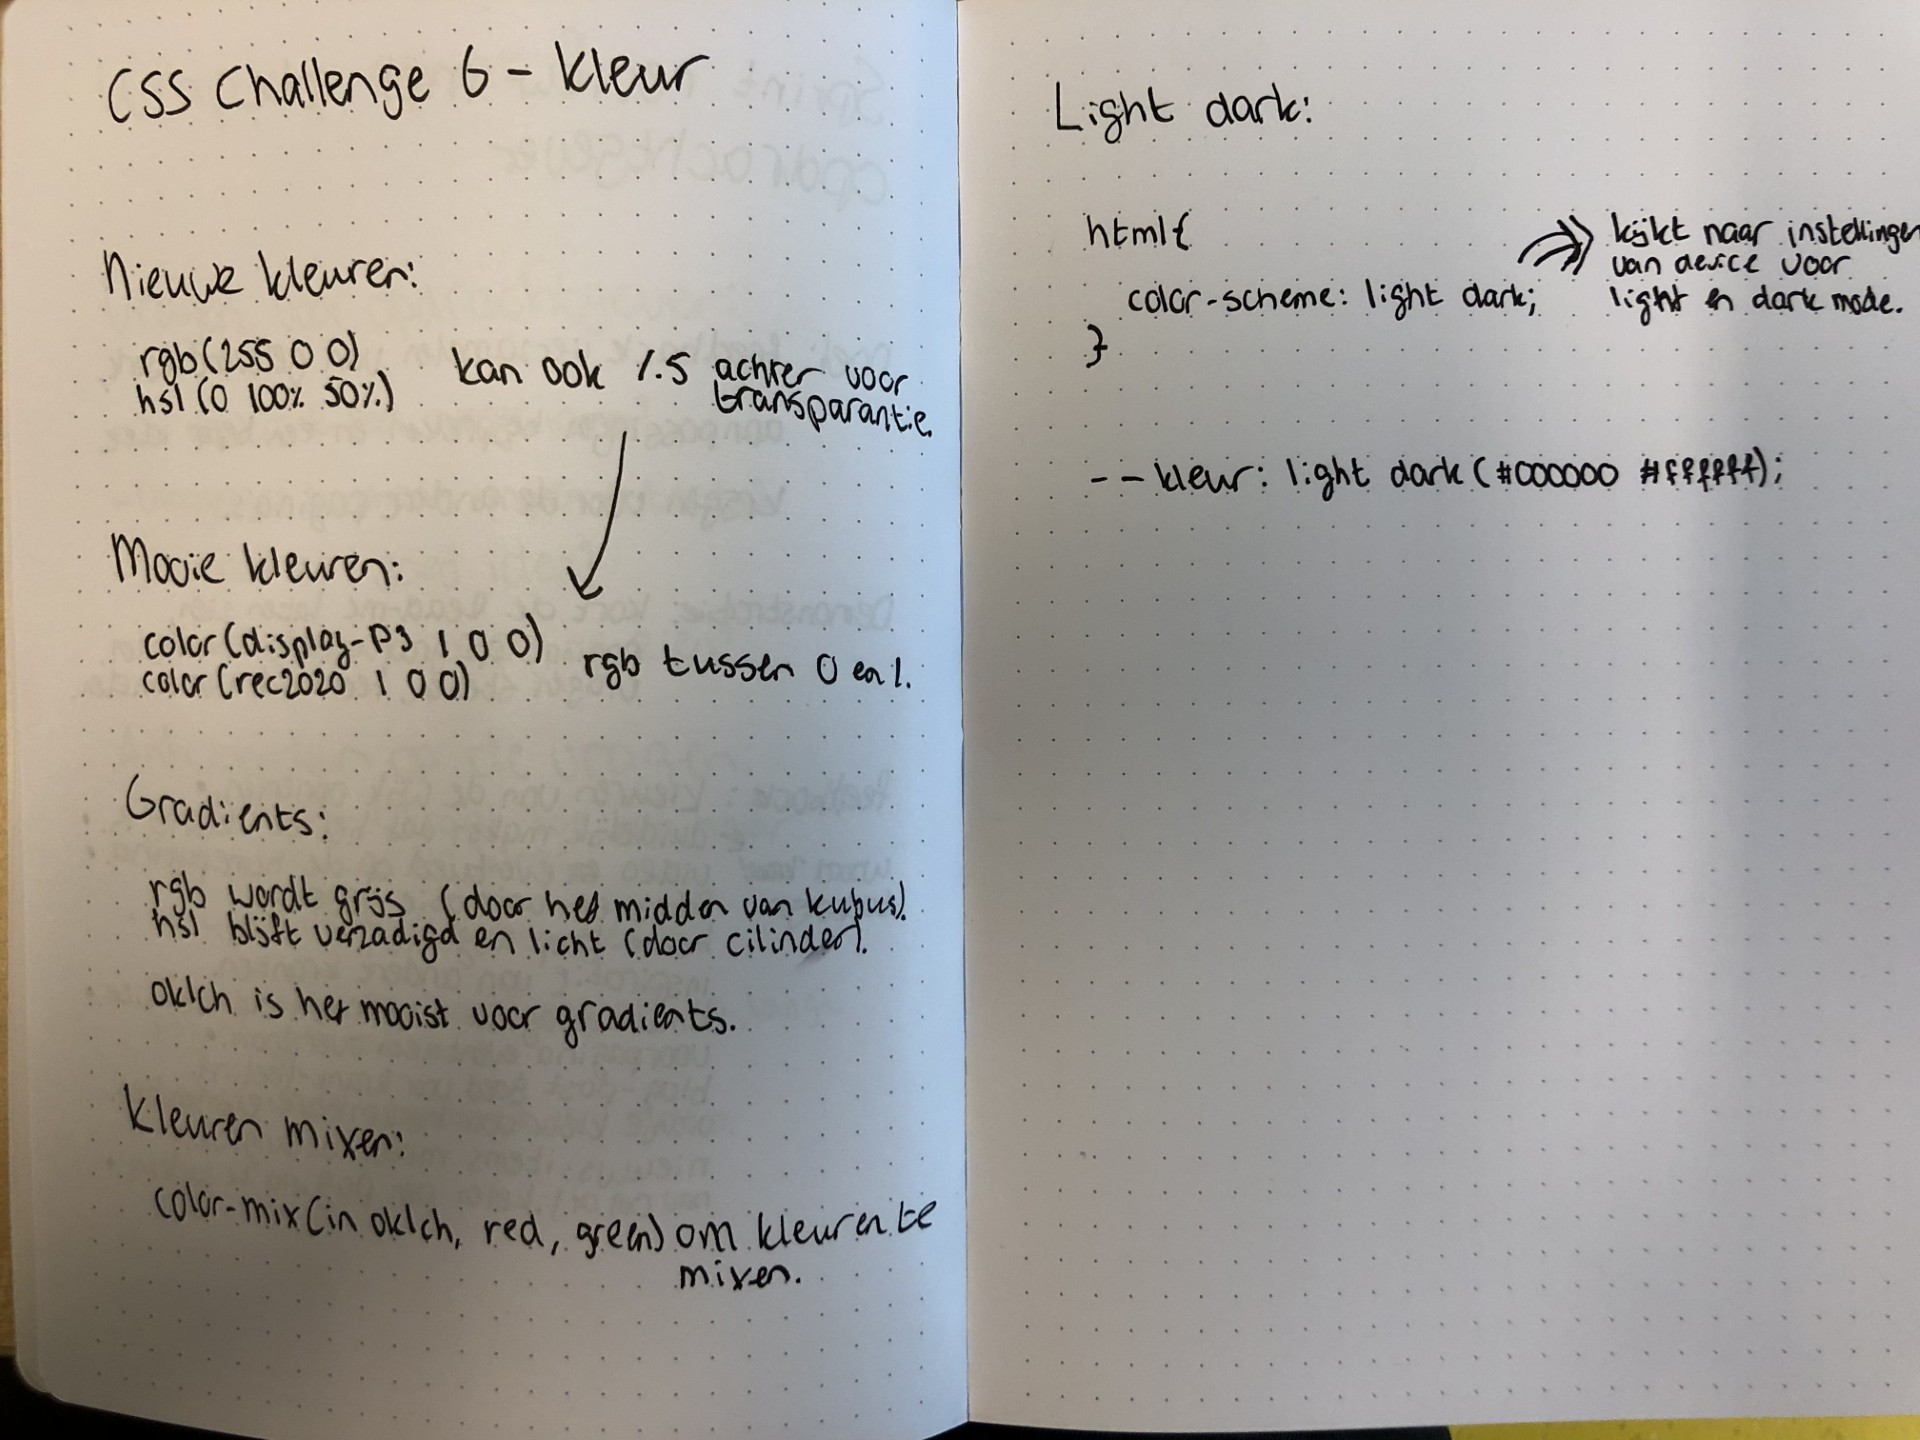 CSS Challenge 6 - kleur
Nieuwe kleuren:
rgb(255 0 0)
hsl (0 100% 50%)
kan ook /.5 achter voor
transparantie.
Mooie kleuren:
color(display-P3 1 0 0)
color(rec2020 1 0 0)
rgb tussen 0 en 1.
Gradients:
rgb wordt grijs (door het midden van kubus).
hsl blijft verzadigd en licht (door cilinder).
oklch is het mooist voor gradients.
Kleuren mixen:
color-mix(in oklch, red, green) om kleuren te
mixen.
Light dark:
html{
color-scheme: light dark;
}
kijkt naar instellingen
van device voor
light en dark mode.
--kleur: light dark (#000000 #ffffff);